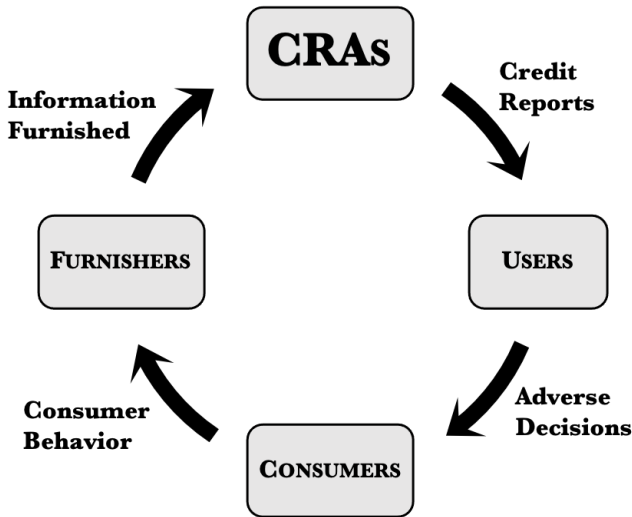 CRAs
Credit
Reports
Information
Furnished
FURNISHERS
USERS
Consumer
Behavior
Adverse
Decisions
CONSUMERS